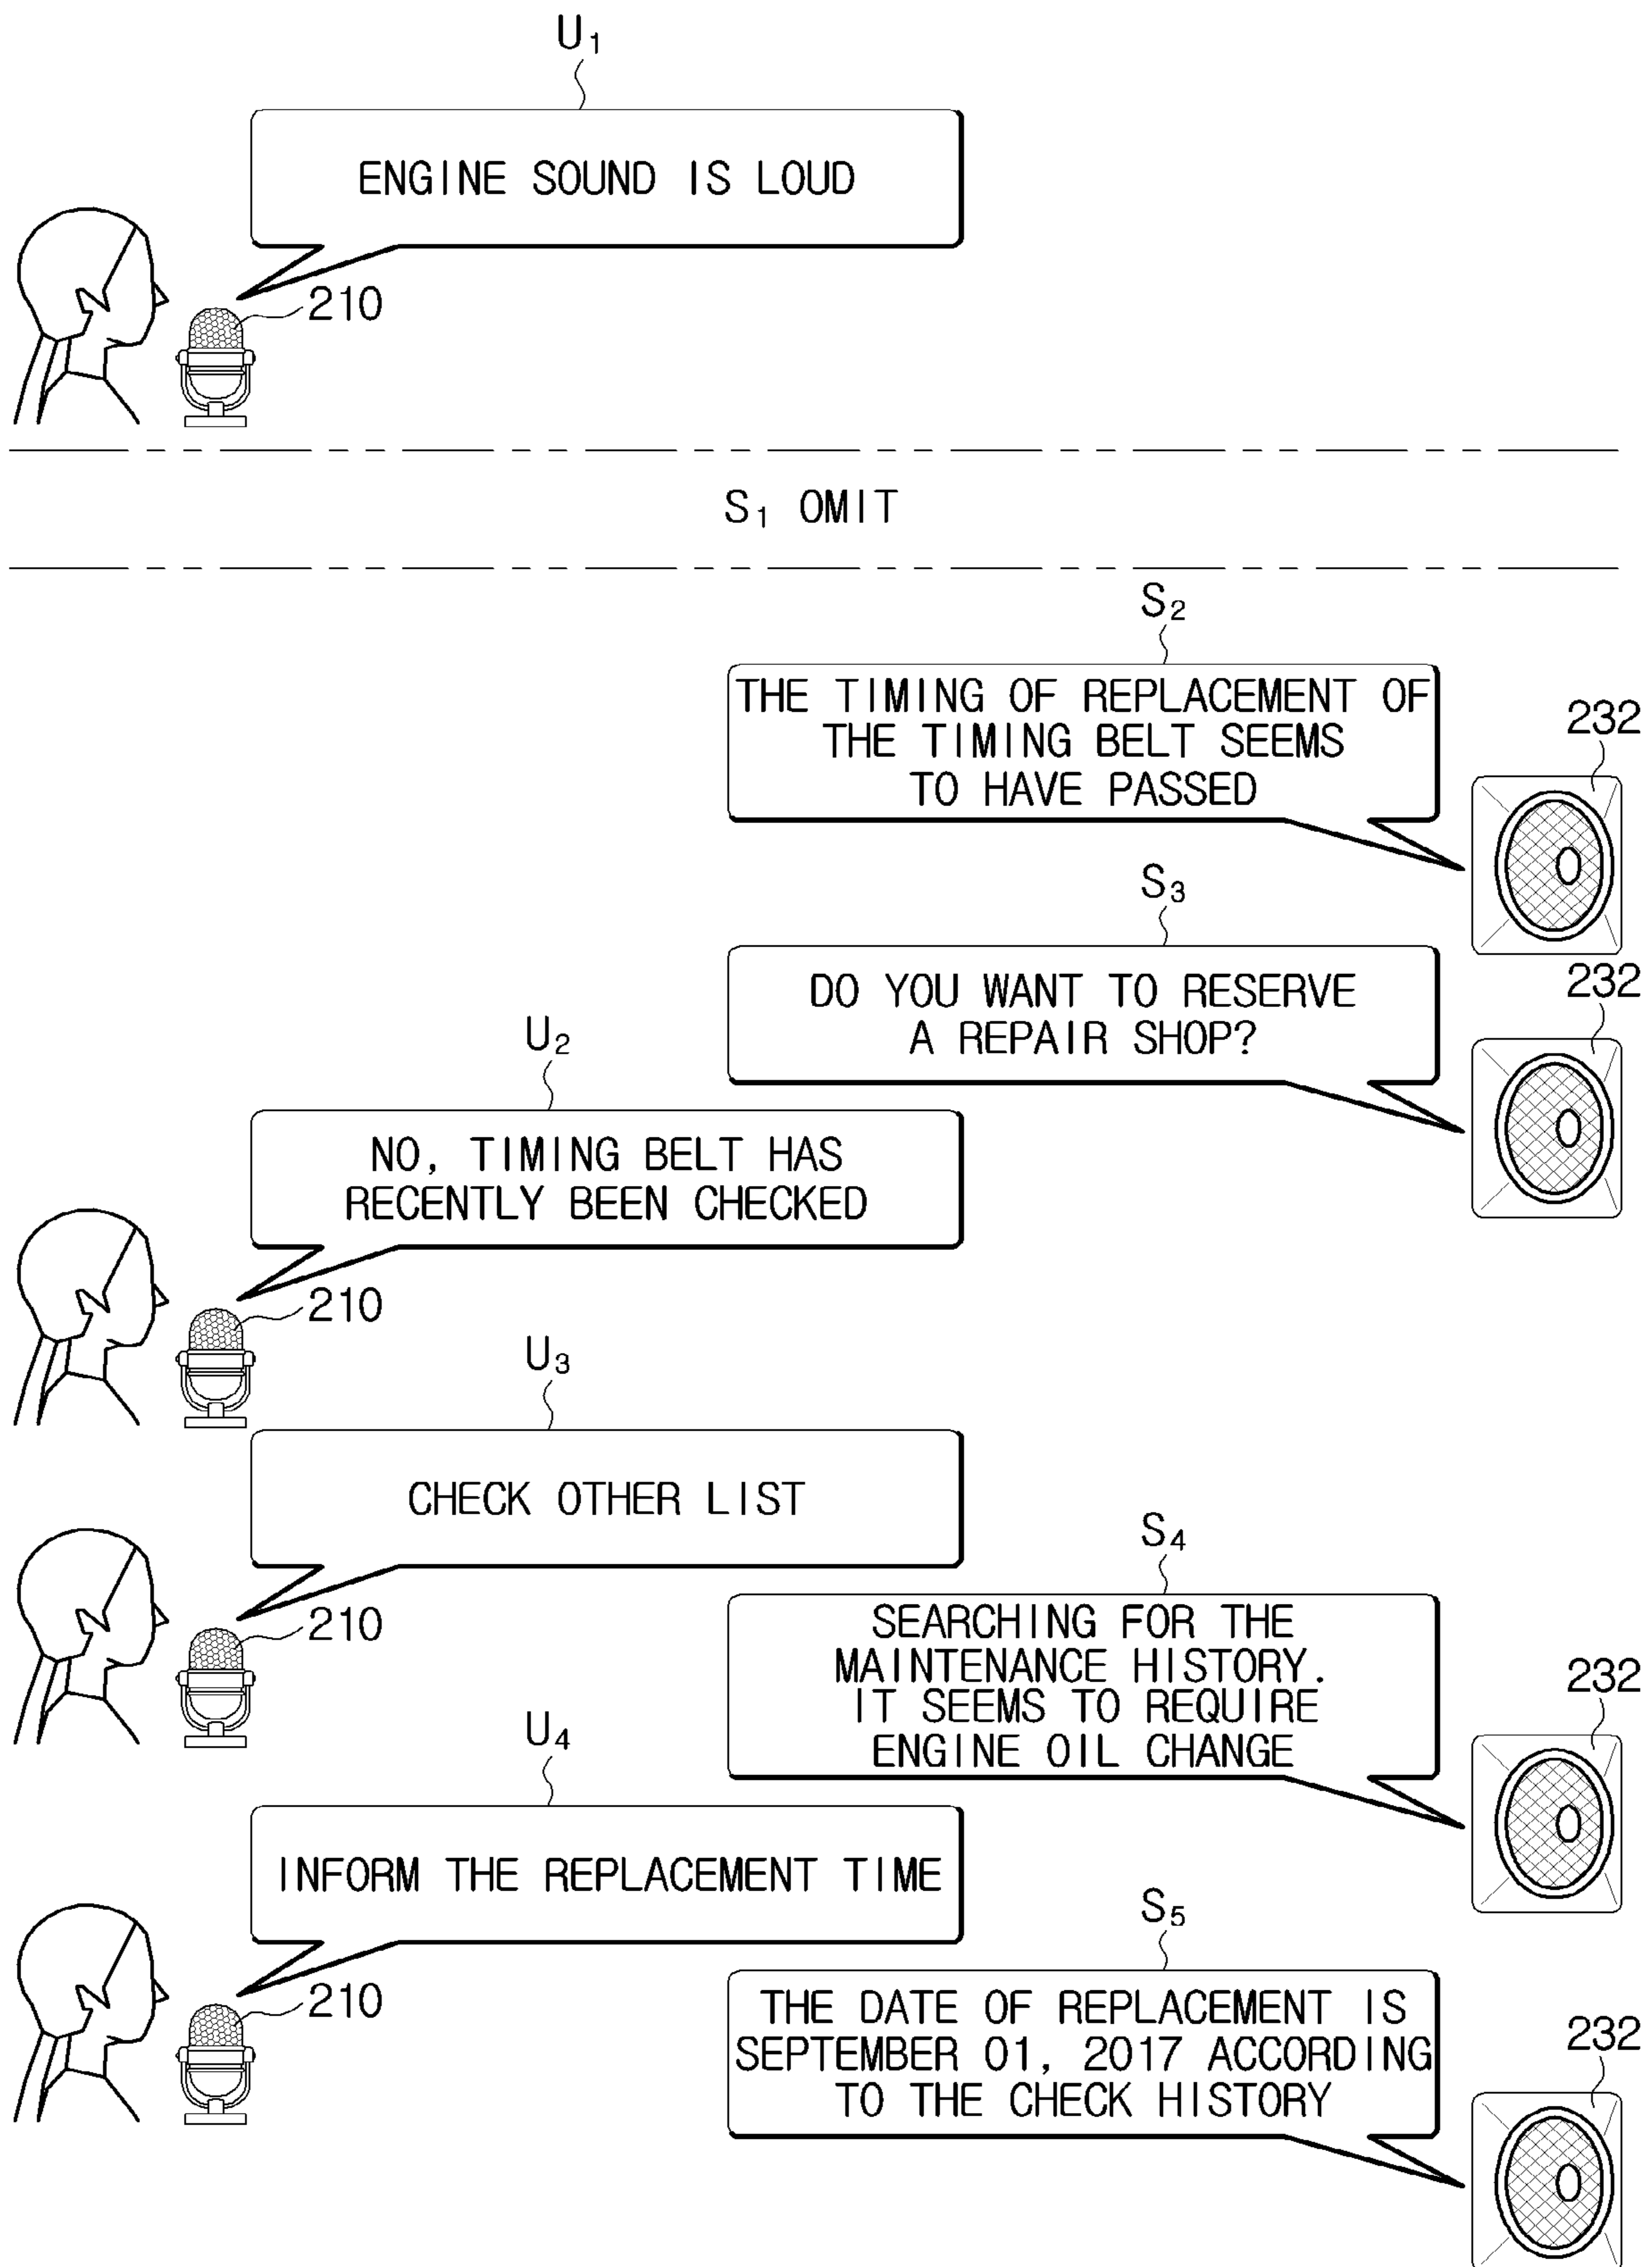 U₁
ENGINE SOUND IS LOUD
210
S₁ OMIT
S₂
THE TIMING OF REPLACEMENT OF
THE TIMING BELT SEEMS
TO HAVE PASSED
232
S₃
DO YOU WANT TO RESERVE
A REPAIR SHOP?
232
U₂
NO, TIMING BELT HAS
RECENTLY BEEN CHECKED
210
U₃
CHECK OTHER LIST
210
S₄
SEARCHING FOR THE
MAINTENANCE HISTORY.
IT SEEMS TO REQUIRE
ENGINE OIL CHANGE
232
U₄
INFORM THE REPLACEMENT TIME
210
S₅
THE DATE OF REPLACEMENT IS
SEPTEMBER 01, 2017 ACCORDING
TO THE CHECK HISTORY
232